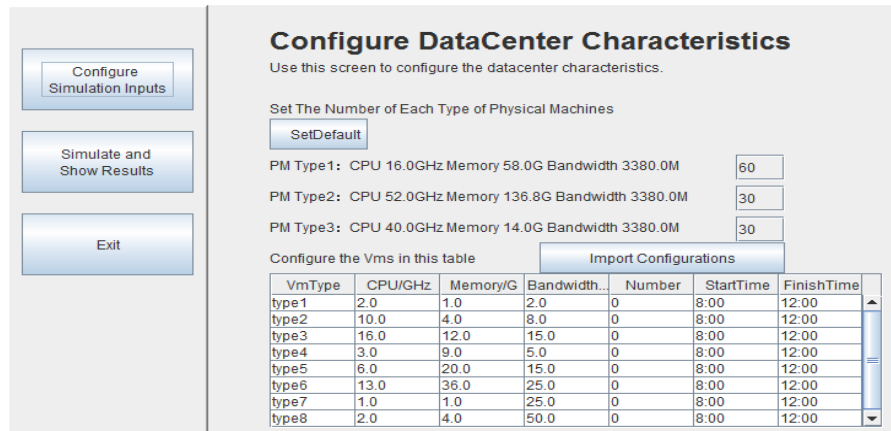 Configure
Simulation Inputs
Simulate and
Show Results
Exit
Configure DataCenter Characteristics
Use this screen to configure the datacenter characteristics.
Set The Number of Each Type of Physical Machines
SetDefault
PM Type1: CPU 16.0GHz Memory 58.0G Bandwidth 3380.0M 60
PM Type2: CPU 52.0GHz Memory 136.8G Bandwidth 3380.0M 30
PM Type3: CPU 40.0GHz Memory 14.0G Bandwidth 3380.0M 30
Configure the Vms in this table Import Configurations
VmType CPU/GHz Memory/G Bandwidth... Number StartTime FinishTime
type1 2.0 1.0 2.0 0 8:00 12:00
type2 10.0 4.0 8.0 0 8:00 12:00
type3 16.0 12.0 15.0 0 8:00 12:00
type4 3.0 9.0 5.0 0 8:00 12:00
type5 6.0 20.0 15.0 0 8:00 12:00
type6 13.0 36.0 25.0 0 8:00 12:00
type7 1.0 1.0 25.0 0 8:00 12:00
type8 2.0 4.0 50.0 0 8:00 12:00